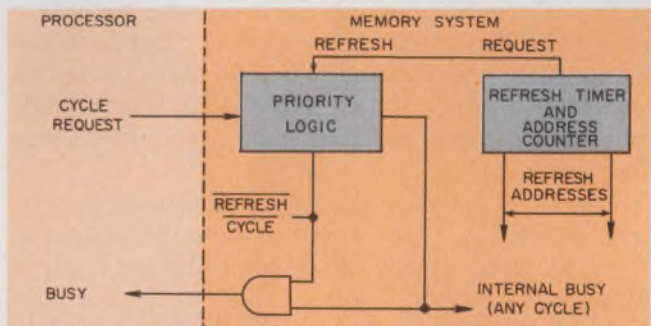 PROCESSOR
MEMORY SYSTEM
REFRESH REQUEST
CYCLE
REQUEST
PRIORITY
LOGIC
REFRESH TIMER
AND
ADDRESS
COUNTER
REFRESH
CYCLE
REFRESH
ADDRESSES
BUSY
INTERNAL BUSY
(ANY CYCLE)